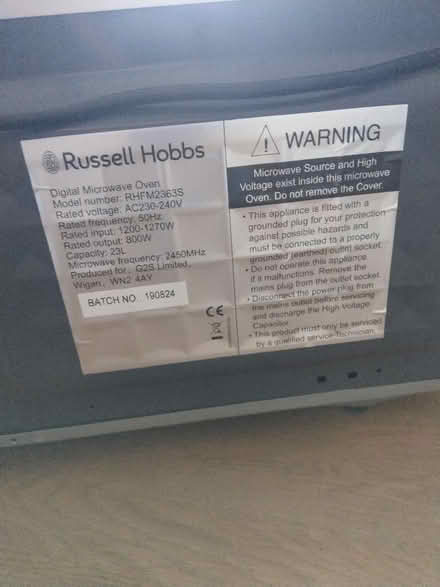 Russell Hobbs
Digital Microwave Oven
Model number: RHFM2363S
Rated voltage: AC230-240V
Rated frequency: 50Hz
Rated input: 1200-1270W
Rated output: 800W
Capacity: 23L
Microwave frequency: 2450MHz
Produced for: G2S Limited,
Wigan, WN2 4AY
BATCH NO 190824
CE
WARNING
Microwave Source and High
Voltage exist inside this microwave
Oven. Do not remove the Cover.
• This appliance is fitted with a
grounded plug for your protection
against possible hazards and
must be connected to a properly
grounded (earthed) outlet socket.
• Do not operate this appliance
if it malfunctions. Remove the
mains plug from the outlet socket.
• Disconnect the power plug from
the mains outlet before servicing
and discharge the High Voltage
Capacitor.
• This product must only be serviced
by a qualified service Technician.